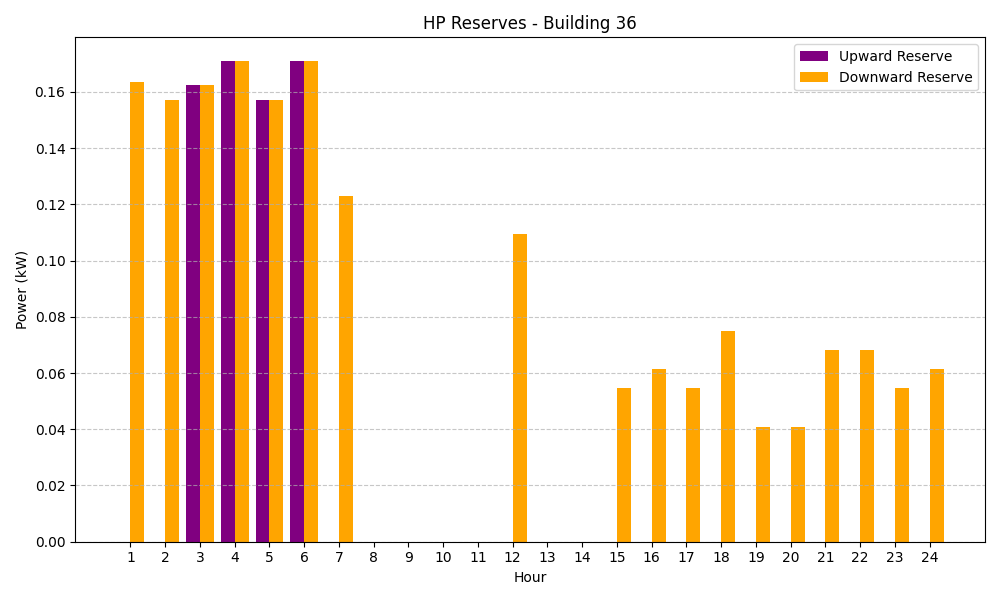 HP Reserves - Building 36
Upward Reserve
Downward Reserve
Power (kW)
0.16
0.14
0.12
0.10
0.08
0.06
0.04
0.02
0.00
1 2 3 4 5 6 7 8 9 10 11 12 13 14 15 16 17 18 19 20 21 22 23 24
Hour